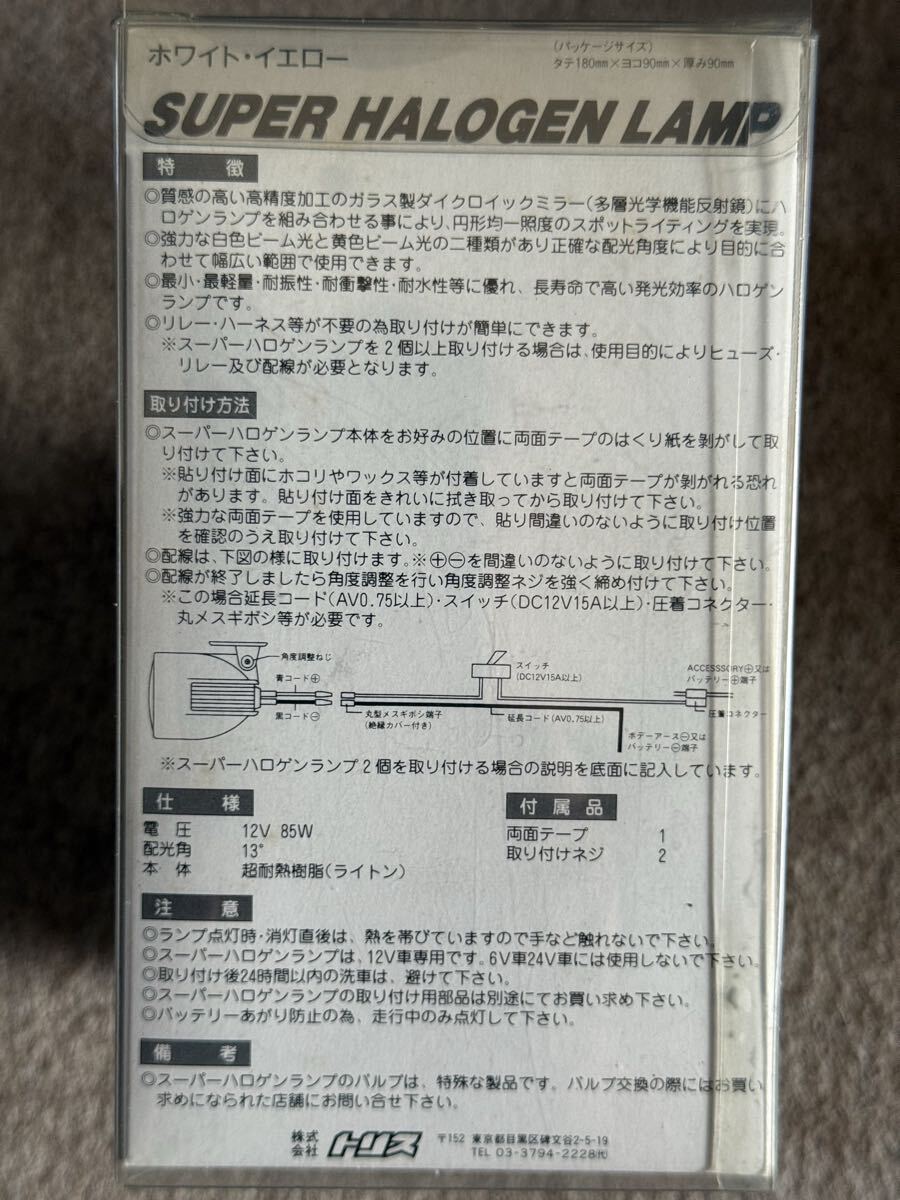 ホワイト・イエロー
(パッケージサイズ)
タテ180mm×ヨコ90mm×厚み90mm
SUPER HALOGEN LAMP
特 徴
◎質感の高い高精度加工のガラス製ダイクロイックミラー(多層光学機能反射鏡)にハ
ロゲンランプを組み合わせる事により、円形均一照度のスポットライティングを実現。
◎強力な白色ビーム光と黄色ビーム光の二種類があり正確な配光角度により目的に合
わせて幅広い範囲で使用できます。
◎最小・最軽量・耐振性・耐衝撃性・耐水性等に優れ、長寿命で高い発光効率のハロゲン
ランプです。
◎リレー・ハーネス等が不要の為取り付けが簡単にできます。
※スーパーハロゲンランプを2個以上取り付ける場合は、使用目的によりヒューズ・
リレー及び配線が必要となります。
取り付け方法
◎スーパーハロゲンランプ本体をお好みの位置に両面テープのはくり紙を剥がして取
り付けて下さい。
※貼り付け面にホコリやワックス等が付着していますと両面テープが剥がれる恐れ
があります。貼り付け面をきれいに拭き取ってから取り付けて下さい。
※強力な両面テープを使用していますので、貼り間違いのないように取り付け位置
を確認のうえ取り付けて下さい。
◎配線は、下図の様に取り付けます。※⊕⊖を間違いのないように取り付けて下さい。
◎配線が終了しましたら角度調整を行い角度調整ネジを強く締め付けて下さい。
※この場合延長コード(AV0.75以上)・スイッチ(DC12V15A以上)・圧着コネクター・
丸メスギボシ等が必要です。
角度調整ねじ
青コード⊕
黒コード⊖
丸型メスギボシ端子
(絶縁カバー付き)
スイッチ
(DC12V15A以上)
延長コード(AV0.75以上)
ACCESSSORY⊕又は
バッテリー⊕端子
圧着コネクター
ボデーアース⊖又は
バッテリー⊖端子
※スーパーハロゲンランプ2個を取り付ける場合の説明を底面に記入しています。
仕 様
電 圧 12V 85W
配光角 13°
本 体 超耐熱樹脂(ライトン)
付 属 品
両面テープ 1
取り付けネジ 2
注 意
◎ランプ点灯時・消灯直後は、熱を帯びていますので手など触れないで下さい。
◎スーパーハロゲンランプは、12V車専用です。6V車24V車には使用しないで下さい。
◎取り付け後24時間以内の洗車は、避けて下さい。
◎スーパーハロゲンランプの取り付け用部品は別途にてお買い求め下さい。
◎バッテリーあがり防止の為、走行中のみ点灯して下さい。
備 考
◎スーパーハロゲンランプのバルブは、特殊な製品です。バルブ交換の際にはお買い
求めになられた店舗にお問い合せ下さい。
株式会社 トリス
〒152 東京都目黒区碑文谷2-5-19
TEL 03-3794-2228㈹